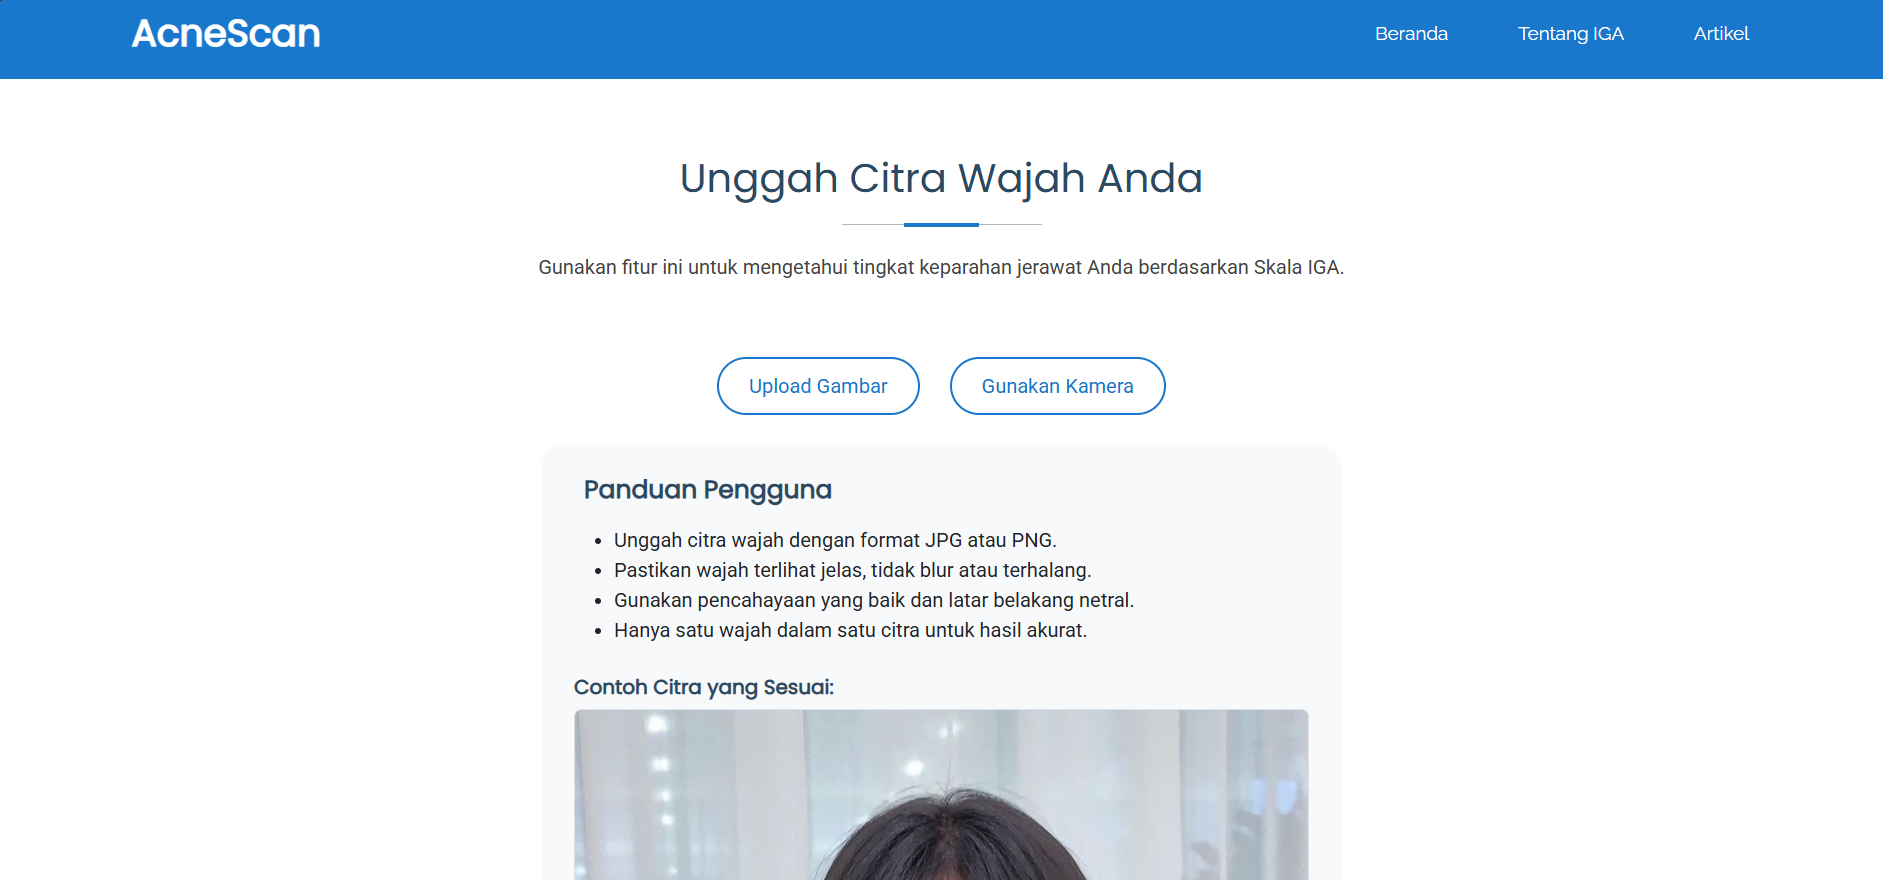 AcneScan
Beranda
Tentang IGA
Artikel
Unggah Citra Wajah Anda
Gunakan fitur ini untuk mengetahui tingkat keparahan jerawat Anda berdasarkan Skala IGA.
Upload Gambar
Gunakan Kamera
Panduan Pengguna
• Unggah citra wajah dengan format JPG atau PNG.
• Pastikan wajah terlihat jelas, tidak blur atau terhalang.
• Gunakan pencahayaan yang baik dan latar belakang netral.
• Hanya satu wajah dalam satu citra untuk hasil akurat.
Contoh Citra yang Sesuai: